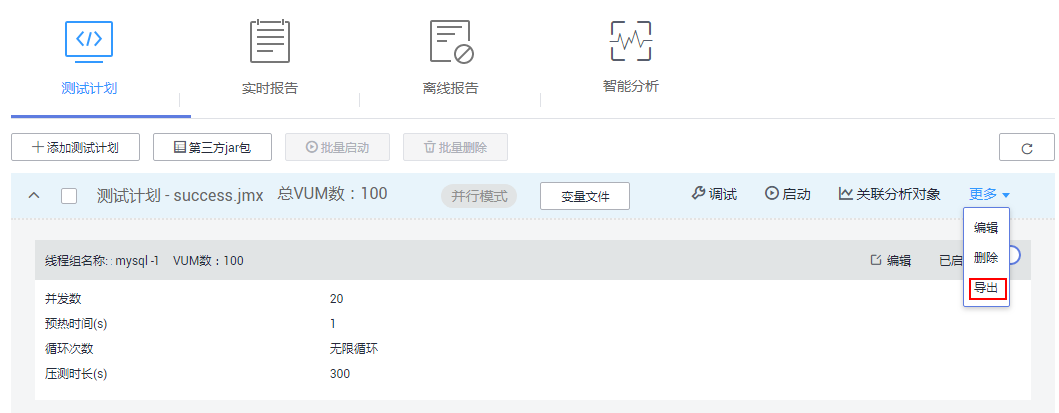 测试计划
实时报告
离线报告
智能分析
添加测试计划
第三方jar包
批量启动
批量删除
测试计划 - success.jmx 总VUM数：100 并行模式 变量文件 调试 启动 关联分析对象 更多
编辑
删除
导出
线程组名称: : mysql -1 VUM数：100 编辑 已启
并发数 20
预热时间(s) 1
循环次数 无限循环
压测时长(s) 300